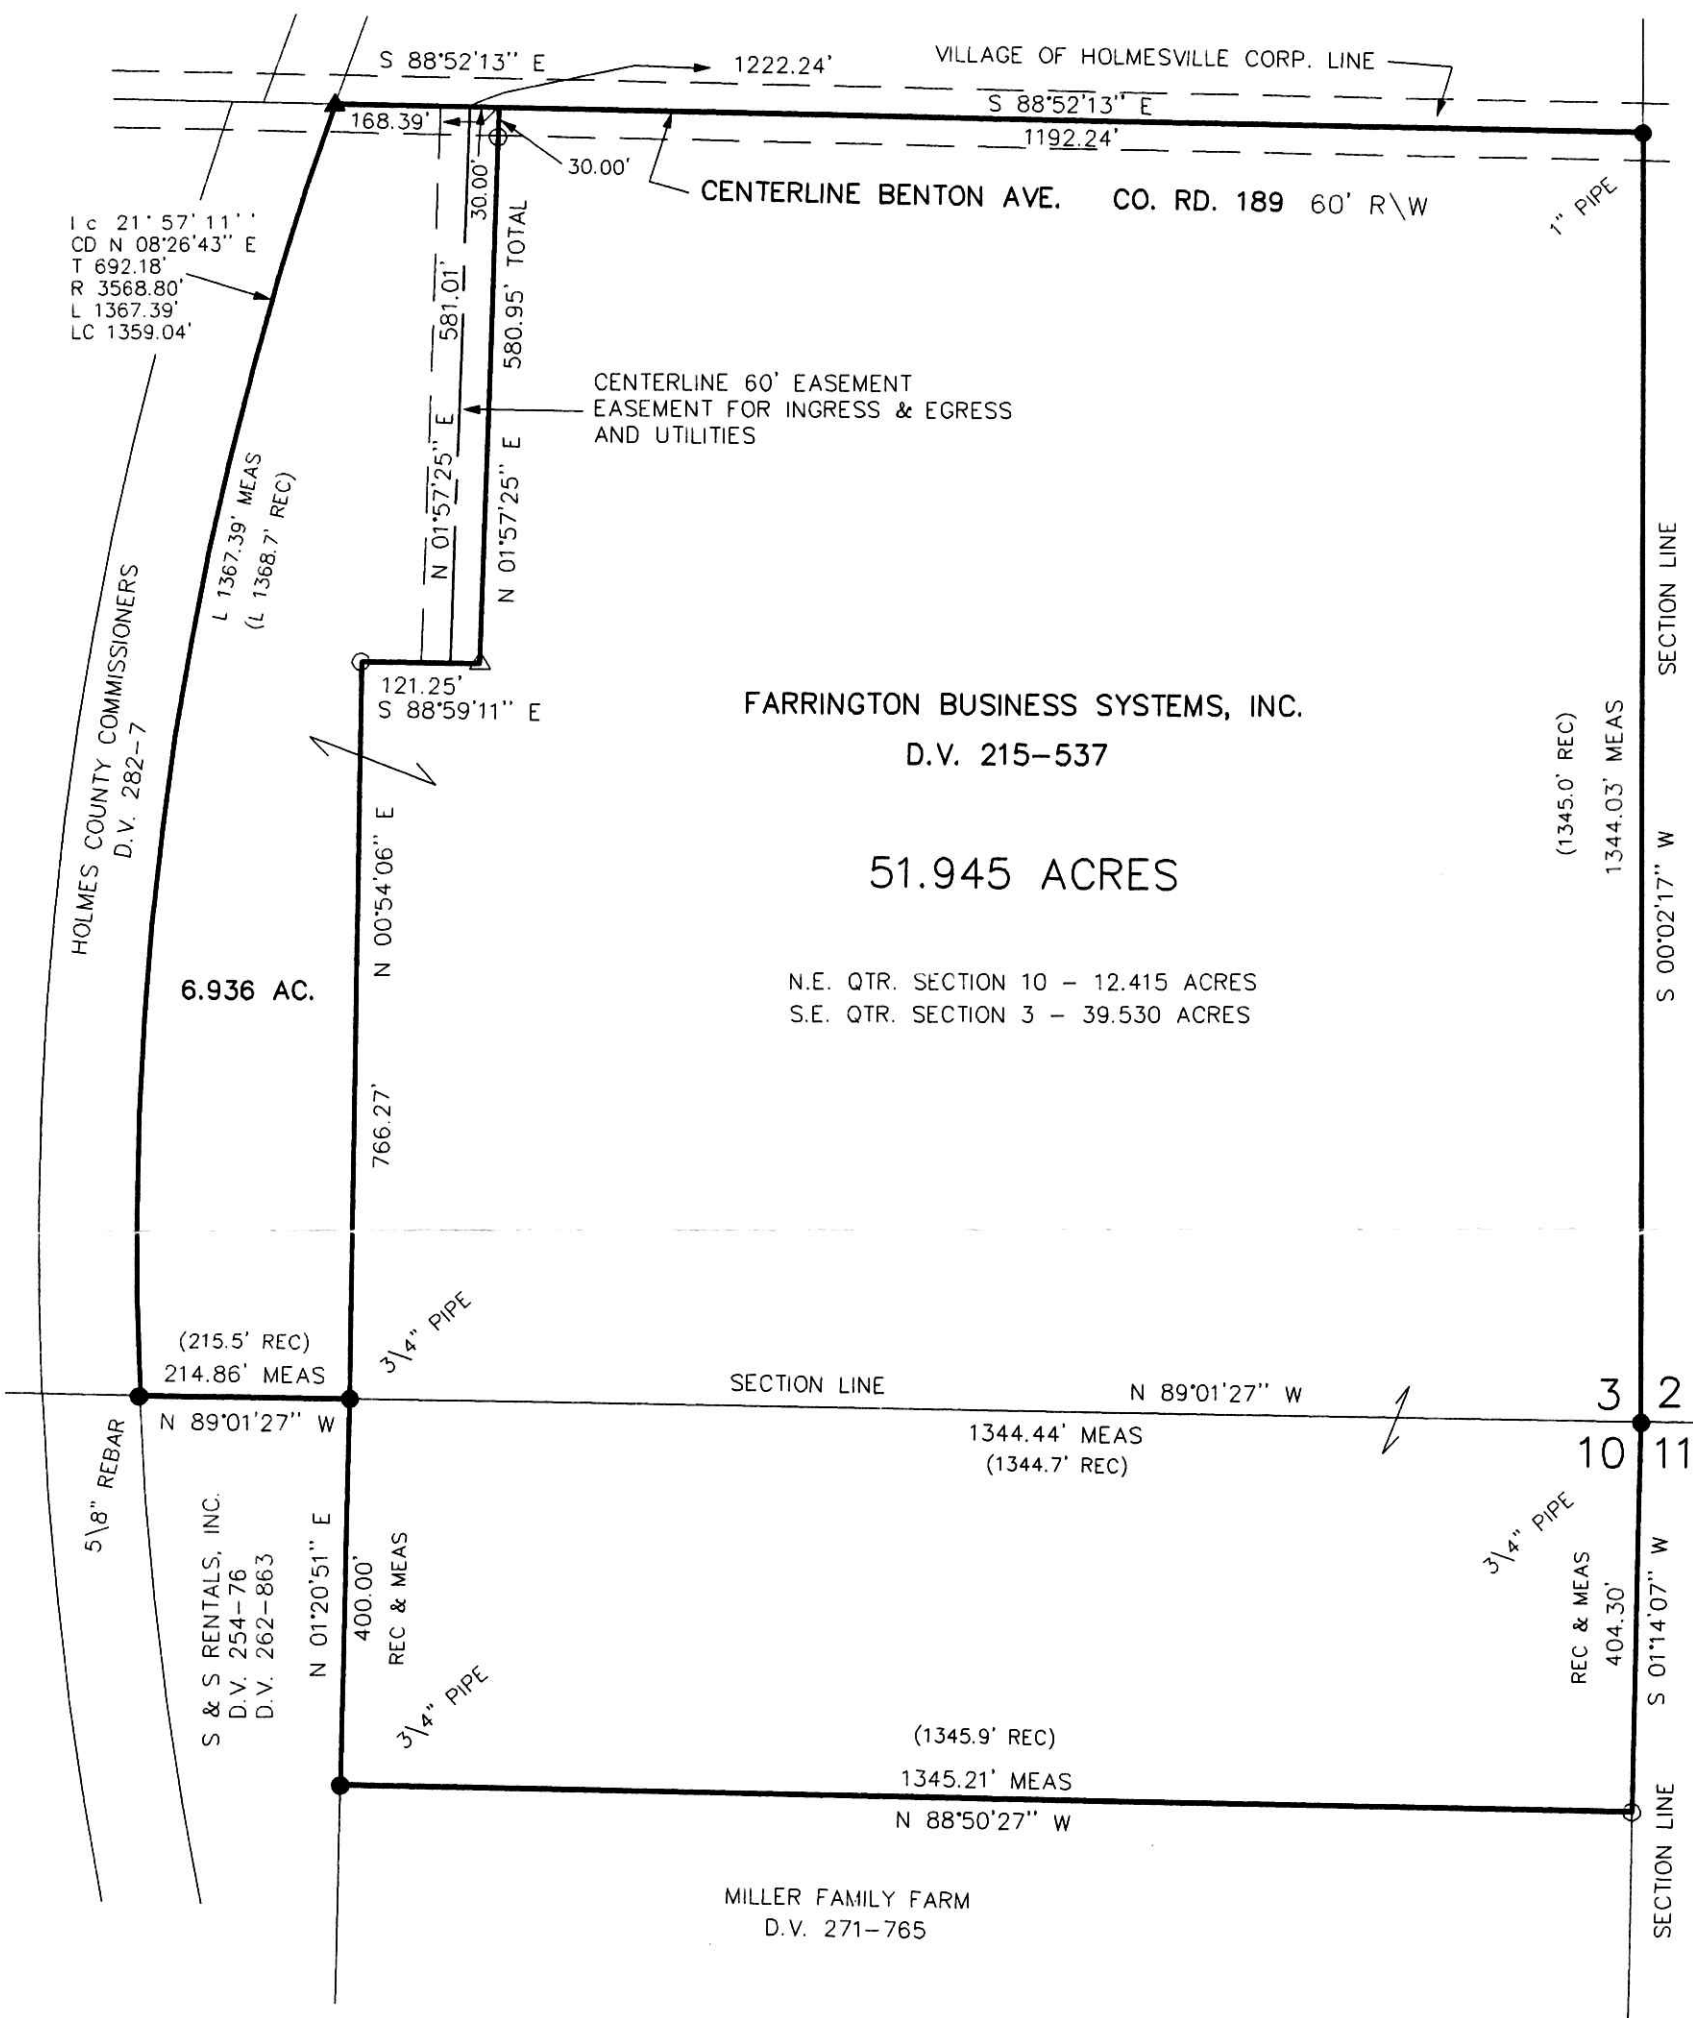 S 88°52'13" E
1222.24'
VILLAGE OF HOLMESVILLE CORP. LINE
S 88°52'13" E
168.39'
1192.24'
30.00'
30.00'
CENTERLINE BENTON AVE. CO. RD. 189 60' R\W
1" PIPE
I c 21°57'11''
CD N 08°26'43" E
T 692.18'
R 3568.80'
L 1367.39'
LC 1359.04'
580.95' TOTAL
N 01°57'25" E
581.01'
N 01°57'25" E
CENTERLINE 60' EASEMENT
EASEMENT FOR INGRESS & EGRESS
AND UTILITIES
L 1367.39' MEAS
(L 1368.7' REC)
HOLMES COUNTY COMMISSIONERS
D.V. 282-7
121.25'
S 88°59'11" E
FARRINGTON BUSINESS SYSTEMS, INC.
D.V. 215-537
SECTION LINE
(1345.0' REC)
1344.03' MEAS
S 00°02'17" W
51.945 ACRES
N 00°54'06" E
766.27'
6.936 AC.
N.E. QTR. SECTION 10 - 12.415 ACRES
S.E. QTR. SECTION 3 - 39.530 ACRES
(215.5' REC)
214.86' MEAS
N 89°01'27" W
3/4" PIPE
SECTION LINE
N 89°01'27" W
1344.44' MEAS
(1344.7' REC)
3 2
10 11
5\8" REBAR
S & S RENTALS, INC.
D.V. 254-76
D.V. 262-863
N 01°20'51" E
400.00'
REC & MEAS
3/4" PIPE
3/4" PIPE
REC & MEAS
404.30'
S 01°14'07" W
(1345.9' REC)
1345.21' MEAS
N 88°50'27" W
SECTION LINE
MILLER FAMILY FARM
D.V. 271-765